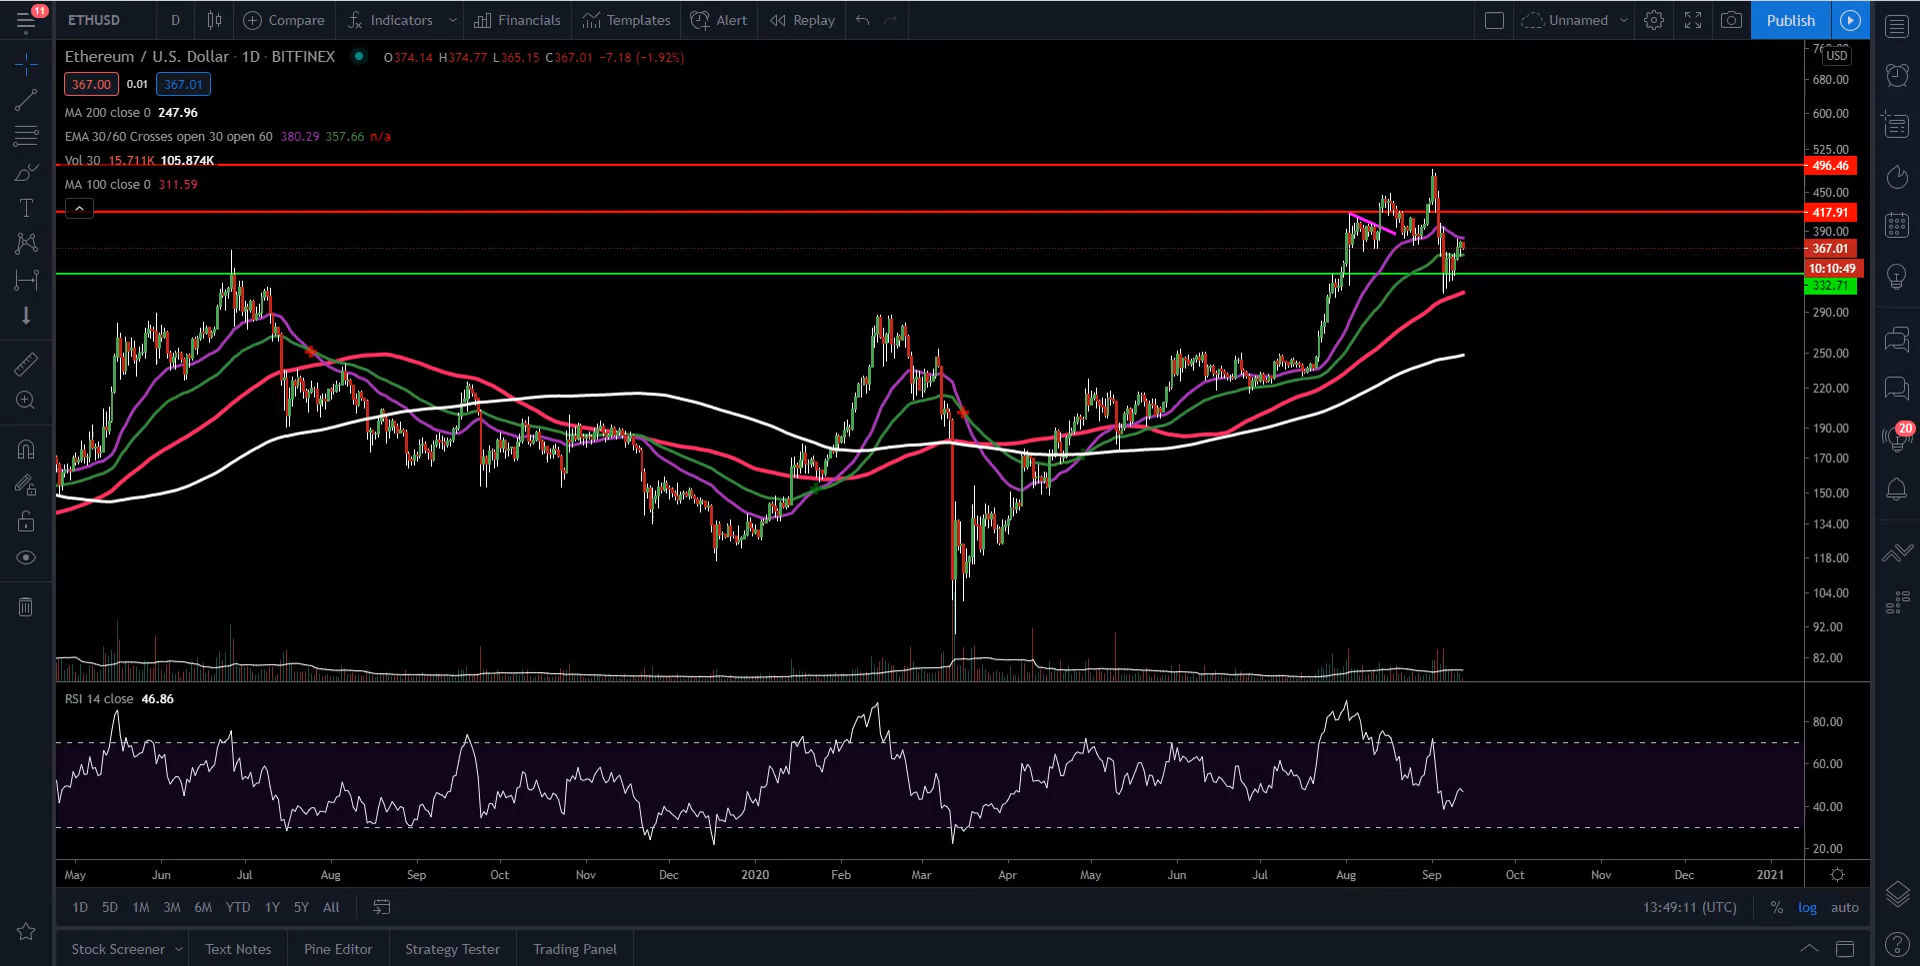 11 ETHUSD D Compare Indicators Financials Templates Alert Replay Unnamed Publish
Ethereum / U.S. Dollar · 1D · BITFINEX O374.14 H374.77 L365.15 C367.01 −7.18 (−1.92%)
367.00 0.01 367.01
MA 200 close 0 247.96
EMA 30/60 Crosses open 30 open 60 380.29 357.66 n/a
Vol 30 15.711K 105.874K
MA 100 close 0 311.59
USD
680.00
600.00
525.00
496.46
450.00
417.91
390.00
367.01
10:10:49
332.71
290.00
250.00
220.00
190.00
170.00
150.00
134.00
118.00
104.00
92.00
82.00
20
RSI 14 close 46.86
80.00
60.00
40.00
20.00
May Jun Jul Aug Sep Oct Nov Dec 2020 Feb Mar Apr May Jun Jul Aug Sep Oct Nov Dec 2021
1D 5D 1M 3M 6M YTD 1Y 5Y All 13:49:11 (UTC) % log auto
Stock Screener Text Notes Pine Editor Strategy Tester Trading Panel